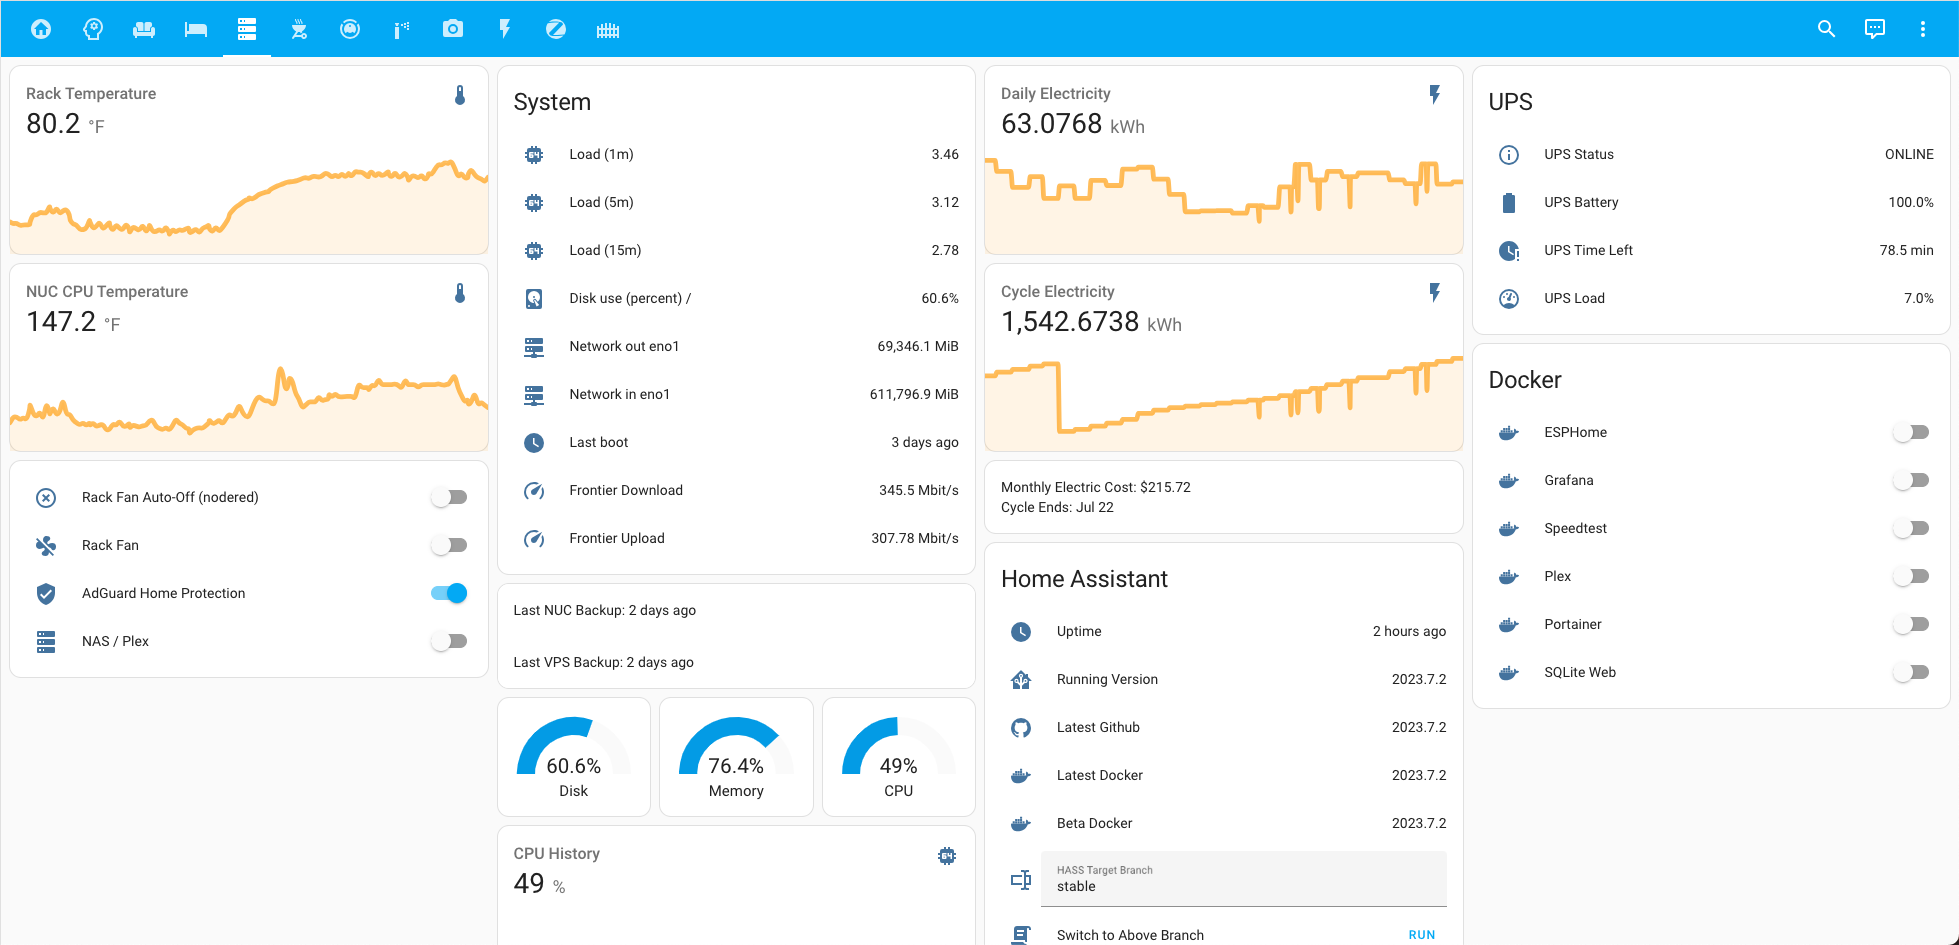 Rack Temperature
80.2 °F
NUC CPU Temperature
147.2 °F
Rack Fan Auto-Off (nodered)
Rack Fan
AdGuard Home Protection
NAS / Plex
System
Load (1m) 3.46
Load (5m) 3.12
Load (15m) 2.78
Disk use (percent) / 60.6%
Network out eno1 69,346.1 MiB
Network in eno1 611,796.9 MiB
Last boot 3 days ago
Frontier Download 345.5 Mbit/s
Frontier Upload 307.78 Mbit/s
Last NUC Backup: 2 days ago
Last VPS Backup: 2 days ago
60.6%
Disk
76.4%
Memory
49%
CPU
CPU History
49 %
Daily Electricity
63.0768 kWh
Cycle Electricity
1,542.6738 kWh
Monthly Electric Cost: $215.72
Cycle Ends: Jul 22
Home Assistant
Uptime 2 hours ago
Running Version 2023.7.2
Latest Github 2023.7.2
Latest Docker 2023.7.2
Beta Docker 2023.7.2
HASS Target Branch
stable
Switch to Above Branch RUN
UPS
UPS Status ONLINE
UPS Battery 100.0%
UPS Time Left 78.5 min
UPS Load 7.0%
Docker
ESPHome
Grafana
Speedtest
Plex
Portainer
SQLite Web